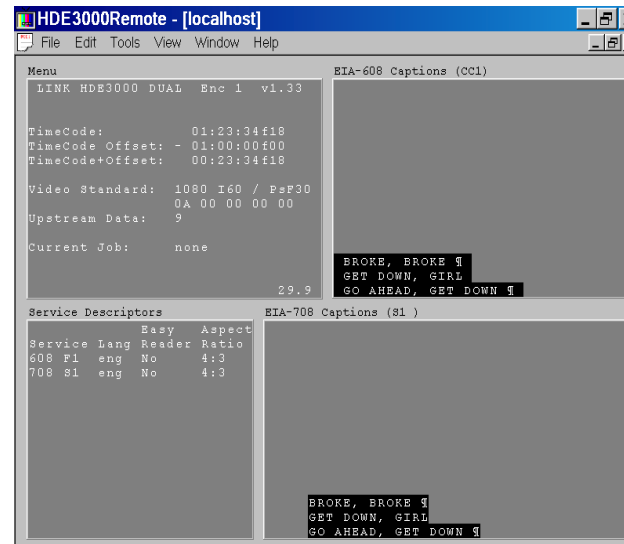 HDE3000Remote - [localhost]
File Edit Tools View Window Help
Menu
LINK HDE3000 DUAL Enc 1 v1.33
TimeCode: 01:23:34f18
TimeCode Offset: - 01:00:00f00
TimeCode+Offset: 00:23:34f18
Video Standard: 1080 I60 / PsF30
0A 00 00 00 00
Upstream Data: 9
Current Job: none
29.9
EIA-608 Captions (CC1)
BROKE, BROKE ¶
GET DOWN, GIRL
GO AHEAD, GET DOWN ¶
Service Descriptors
Easy Aspect
Service Lang Reader Ratio
608 F1 eng No 4:3
708 S1 eng No 4:3
EIA-708 Captions (S1 )
BROKE, BROKE ¶
GET DOWN, GIRL
GO AHEAD, GET DOWN ¶